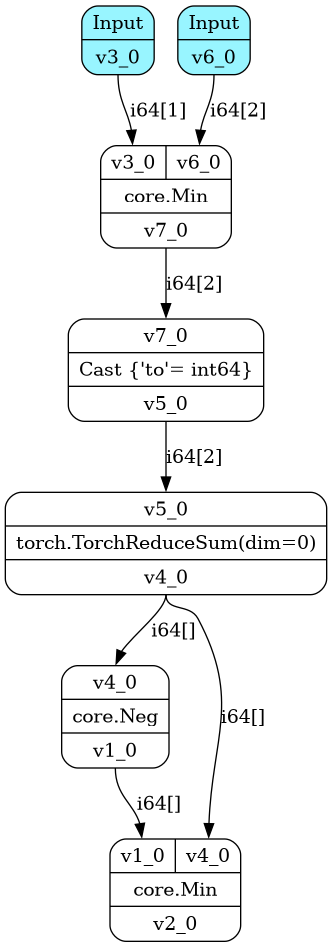 Input Input
v3_0 v6_0
i64[1] i64[2]
v3_0 v6_0
core.Min
v7_0
i64[2]
v7_0
Cast {'to'= int64}
v5_0
i64[2]
v5_0
torch.TorchReduceSum(dim=0)
v4_0
i64[]
v4_0
core.Neg
i64[]
v1_0
i64[]
v1_0 v4_0
core.Min
v2_0